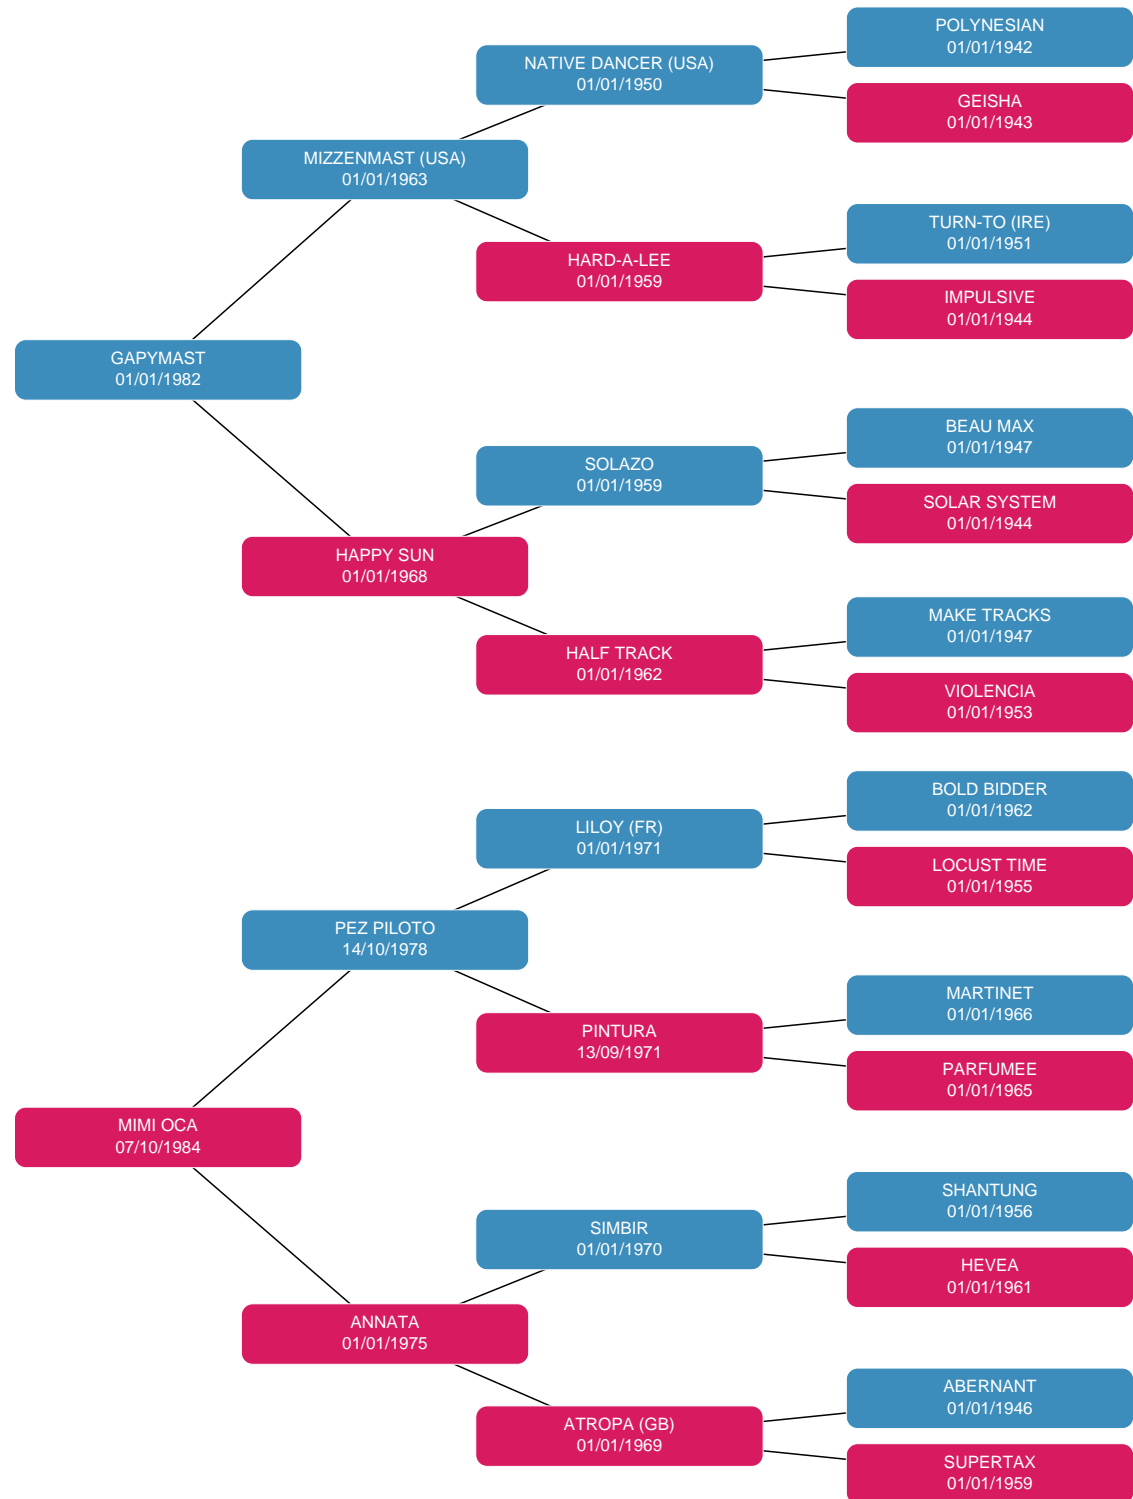 POLYNESIAN
01/01/1942
NATIVE DANCER (USA)
01/01/1950
GEISHA
01/01/1943
MIZZENMAST (USA)
01/01/1963
TURN-TO (IRE)
01/01/1951
HARD-A-LEE
01/01/1959
IMPULSIVE
01/01/1944
GAPYMAST
01/01/1982
BEAU MAX
01/01/1947
SOLAZO
01/01/1959
SOLAR SYSTEM
01/01/1944
HAPPY SUN
01/01/1968
MAKE TRACKS
01/01/1947
HALF TRACK
01/01/1962
VIOLENCIA
01/01/1953
BOLD BIDDER
01/01/1962
LILOY (FR)
01/01/1971
LOCUST TIME
01/01/1955
PEZ PILOTO
14/10/1978
MARTINET
01/01/1966
PINTURA
13/09/1971
PARFUMEE
01/01/1965
MIMI OCA
07/10/1984
SHANTUNG
01/01/1956
SIMBIR
01/01/1970
HEVEA
01/01/1961
ANNATA
01/01/1975
ABERNANT
01/01/1946
ATROPA (GB)
01/01/1969
SUPERTAX
01/01/1959